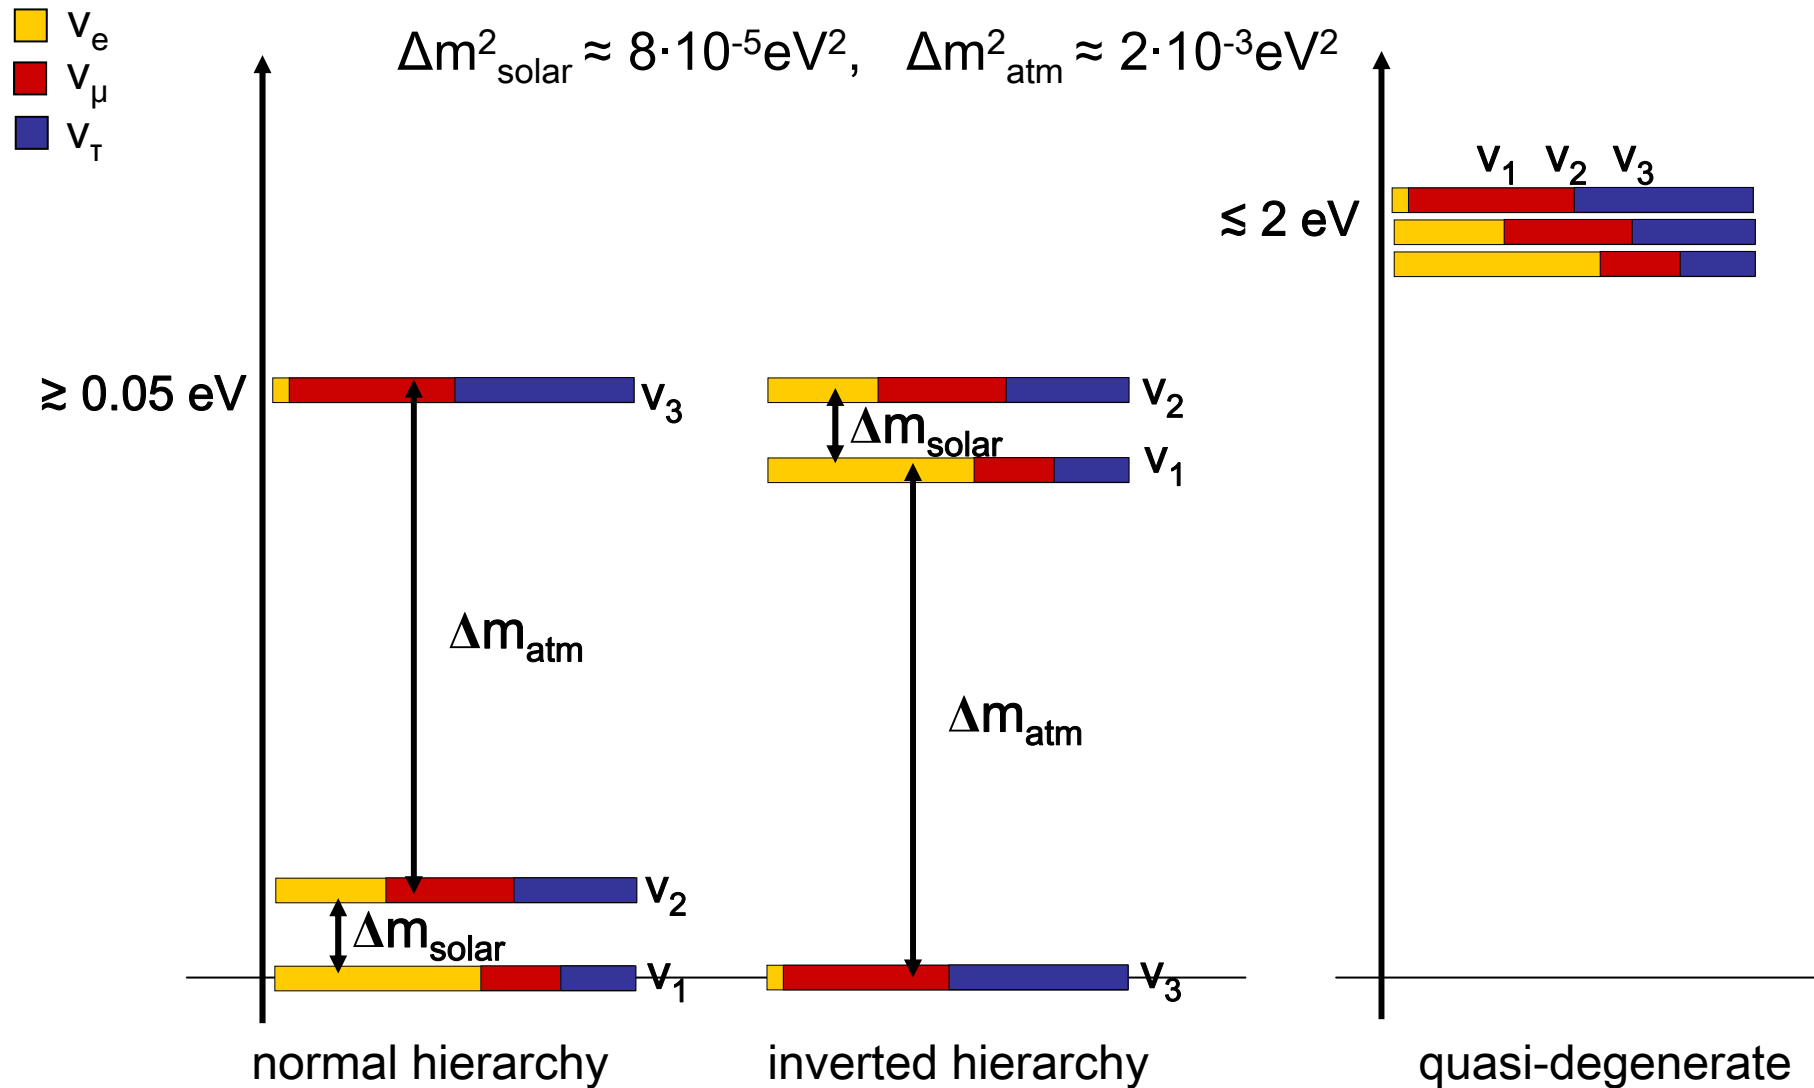 νe
νμ
ντ
Δm²solar ≈ 8·10⁻⁵eV², Δm²atm ≈ 2·10⁻³eV²
ν1 ν2 ν3
≲ 2 eV
≳ 0.05 eV
ν3
ν2
Δmsolar
ν1
Δmatm
Δmatm
ν2
Δmsolar
ν1
ν3
normal hierarchy
inverted hierarchy
quasi-degenerate